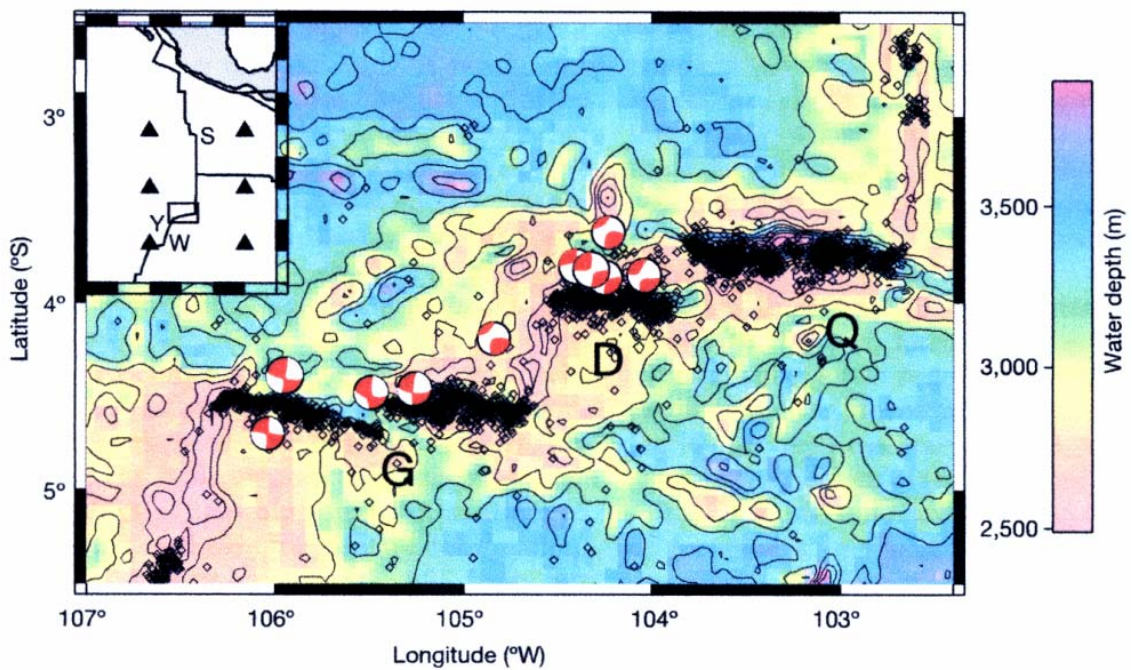 S
Y
W
3°
4°
5°
Latitude (°S)
D
Q
G
107°
106°
105°
104°
103°
Longitude (°W)
3,500
3,000
2,500
Water depth (m)